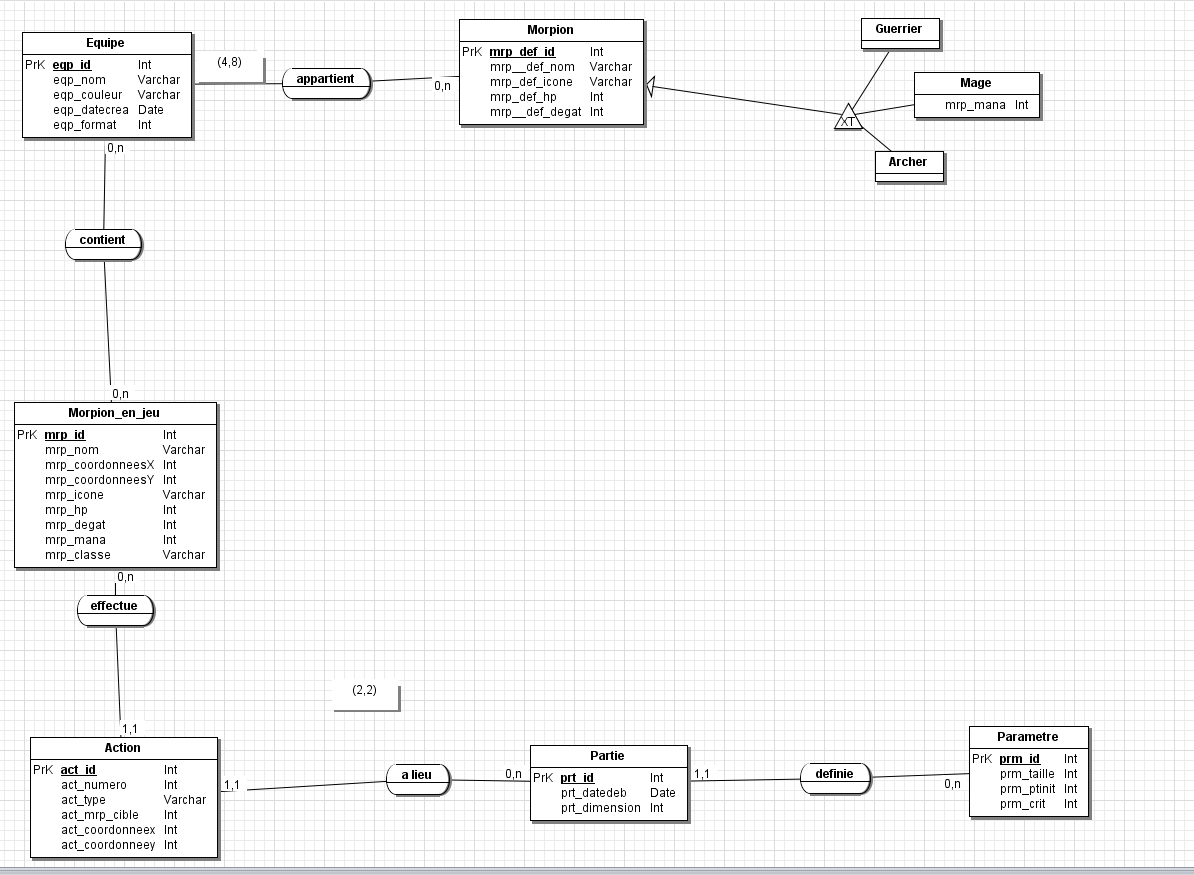 Equipe
PrK eqp_id Int
eqp_nom Varchar
eqp_couleur Varchar
eqp_datecrea Date
eqp_format Int
(4,8)
appartient
0,n
Morpion
PrK mrp_def_id Int
mrp__def_nom Varchar
mrp_def_icone Varchar
mrp_def_hp Int
mrp__def_degat Int
Guerrier
Mage
mrp_mana Int
XT
Archer
0,n
contient
0,n
Morpion_en_jeu
PrK mrp_id Int
mrp_nom Varchar
mrp_coordonneesX Int
mrp_coordonneesY Int
mrp_icone Varchar
mrp_hp Int
mrp_degat Int
mrp_mana Int
mrp_classe Varchar
0,n
effectue
1,1
(2,2)
Action
PrK act_id Int
act_numero Int
act_type Varchar
act_mrp_cible Int
act_coordonneex Int
act_coordonneey Int
1,1
a lieu
0,n
Partie
PrK prt_id Int
prt_datedeb Date
prt_dimension Int
1,1
definie
0,n
Parametre
PrK prm_id Int
prm_taille Int
prm_ptinit Int
prm_crit Int